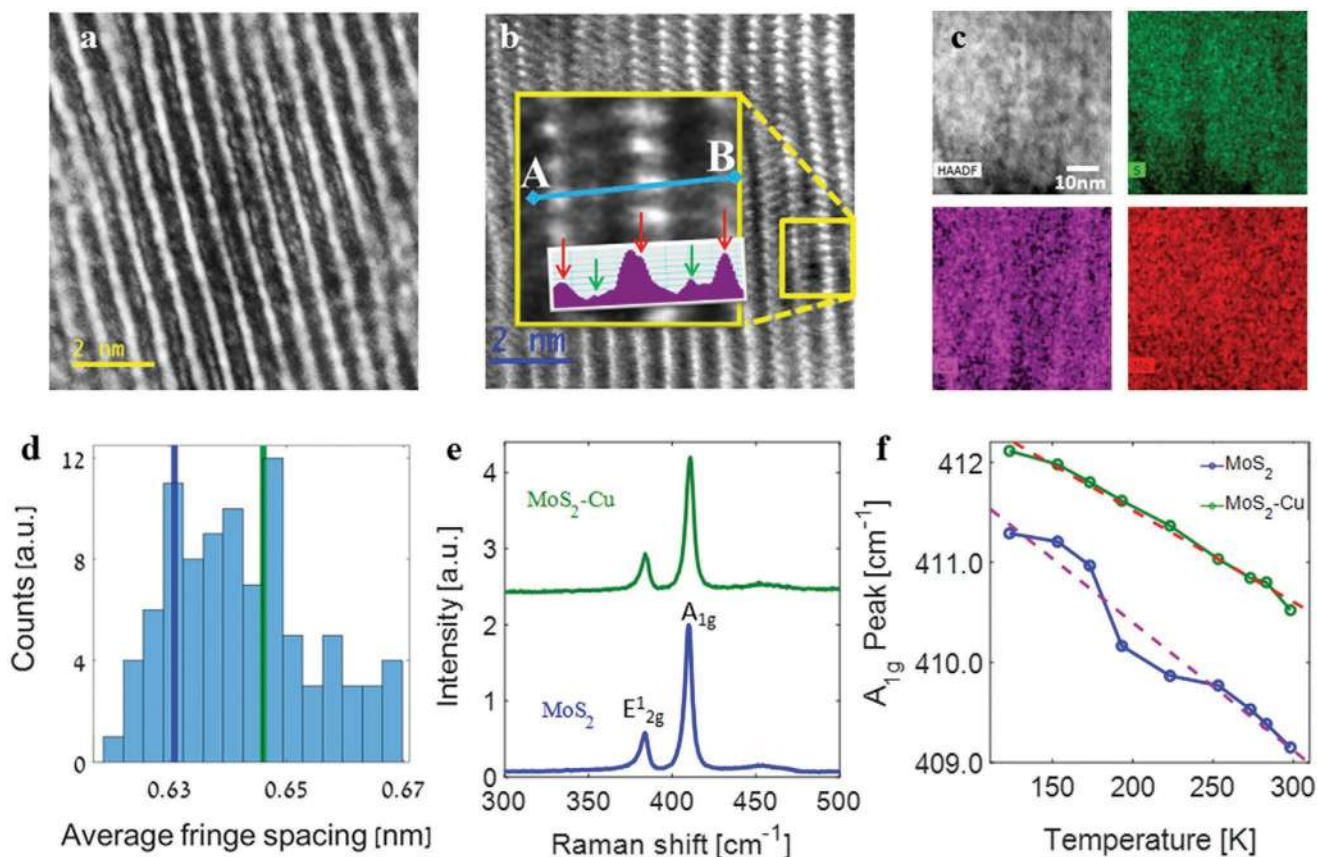 a
2 nm
b
A
B
2 nm
c
HAADF
10nm
S
d
Counts [a.u.]
12
8
4
0
0.63
0.65
0.67
Average fringe spacing [nm]
e
Intensity [a.u.]
4
3
2
1
0
MoS₂-Cu
A₁g
E¹₂g
MoS₂
300
350
400
450
500
Raman shift [cm⁻¹]
f
A₁g Peak [cm⁻¹]
412
411.0
410.0
409.0
MoS₂
MoS₂-Cu
150
200
250
300
Temperature [K]